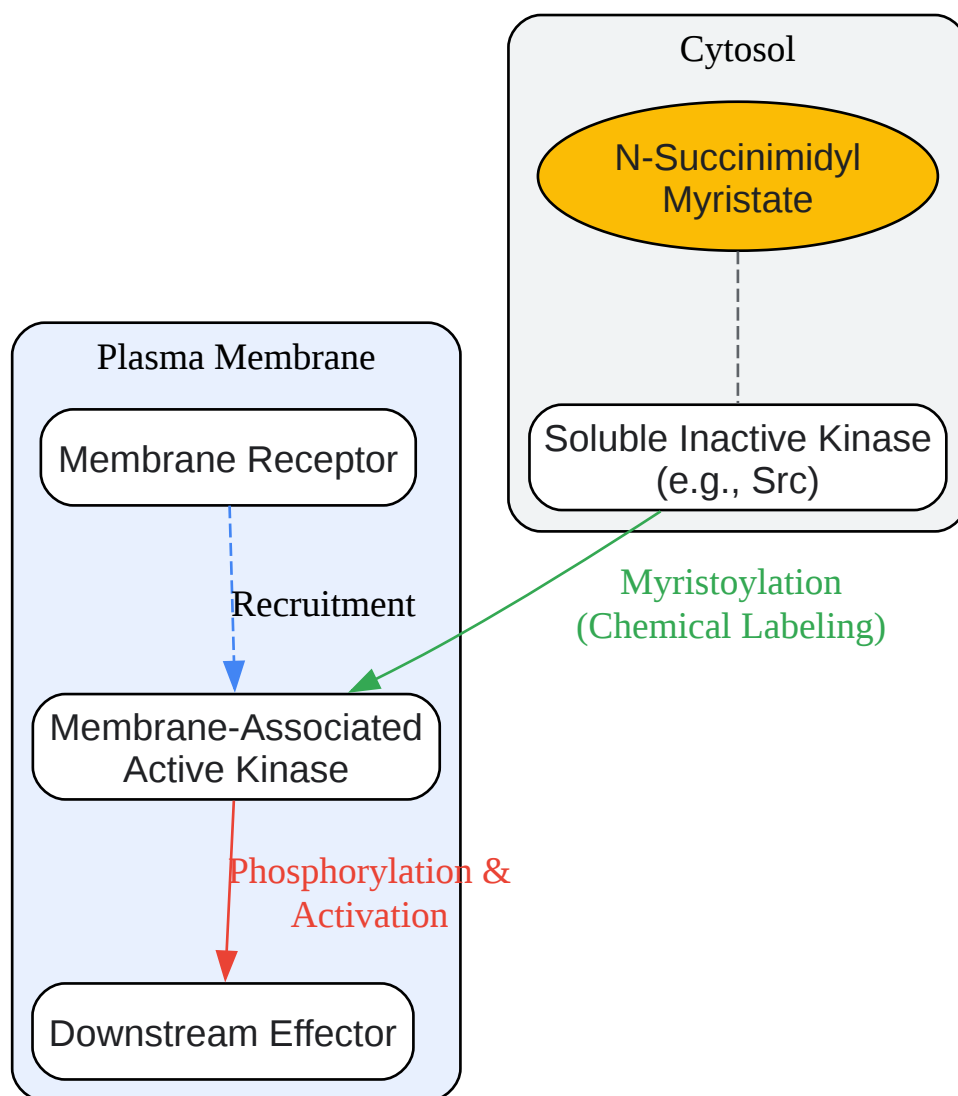 Cytosol
N-Succinimidyl
Myristate
Plasma Membrane
Membrane Receptor
Soluble Inactive Kinase
(e.g., Src)
Recruitment
Myristoylation
(Chemical Labeling)
Membrane-Associated
Active Kinase
Phosphorylation &
Activation
Downstream Effector